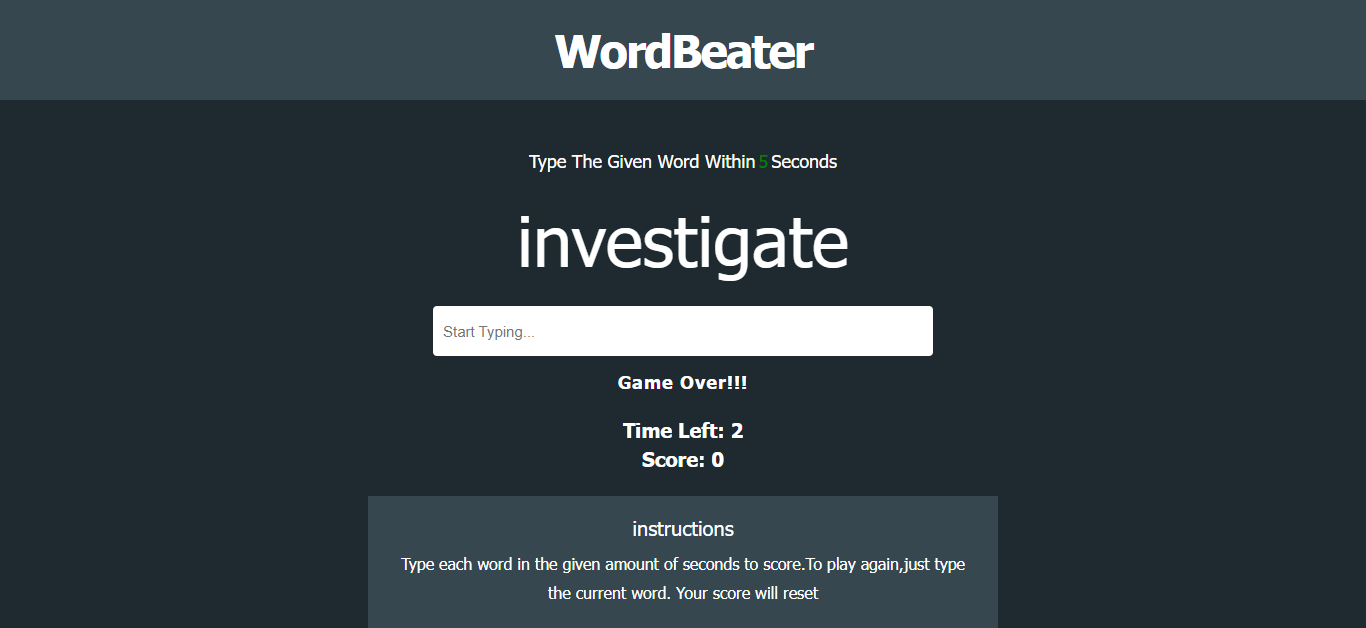 WordBeater
Type The Given Word Within 5 Seconds
investigate
Start Typing...
Game Over!!!
Time Left: 2
Score: 0
instructions
Type each word in the given amount of seconds to score.To play again,just type
the current word. Your score will reset